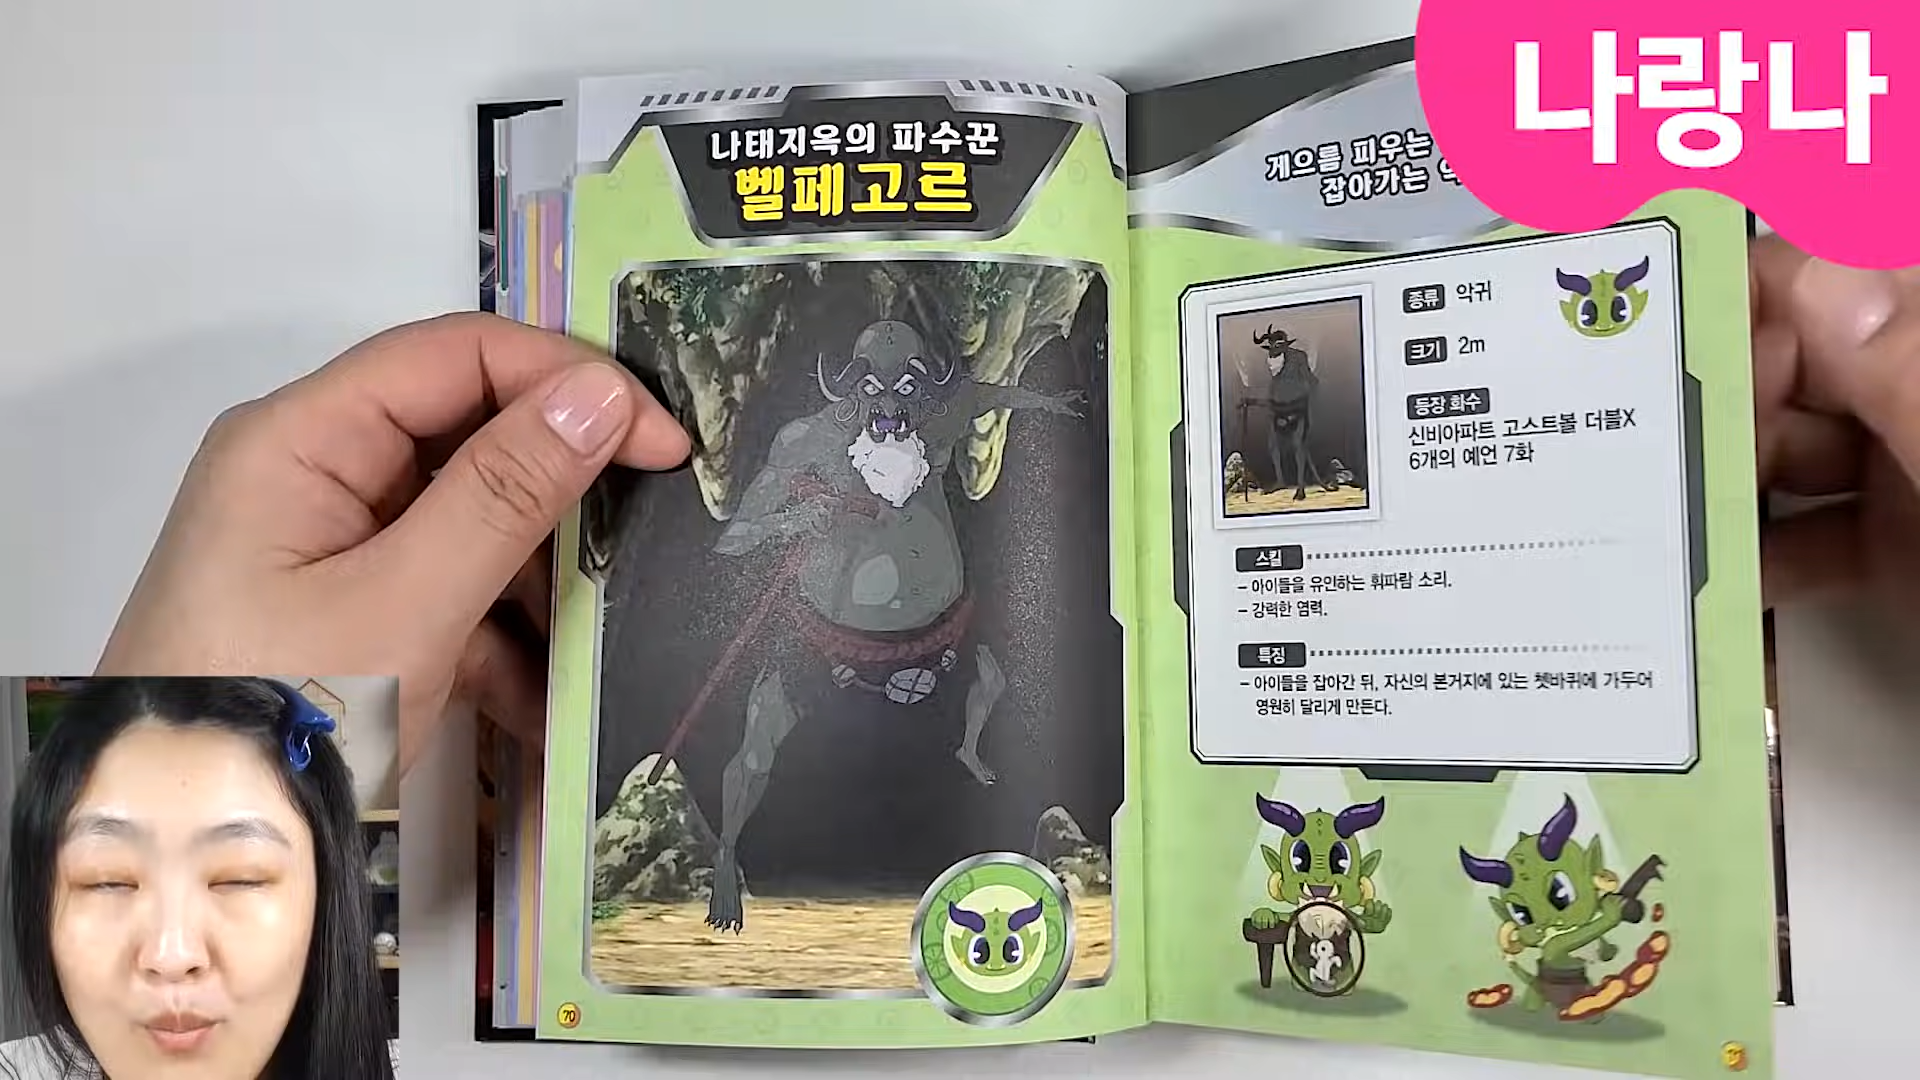 나랑나
나태지옥의 파수꾼
벨페고르
게으름 피우는
잡아가는
종류 악귀
크기 2m
등장 화수
신비아파트 고스트볼 더블X
6개의 예언 7화
스킬
– 아이들을 유인하는 휘파람 소리.
– 강력한 염력.
특징
– 아이들을 잡아간 뒤, 자신의 본거지에 있는 쳇바퀴에 가두어
영원히 달리게 만든다.
70